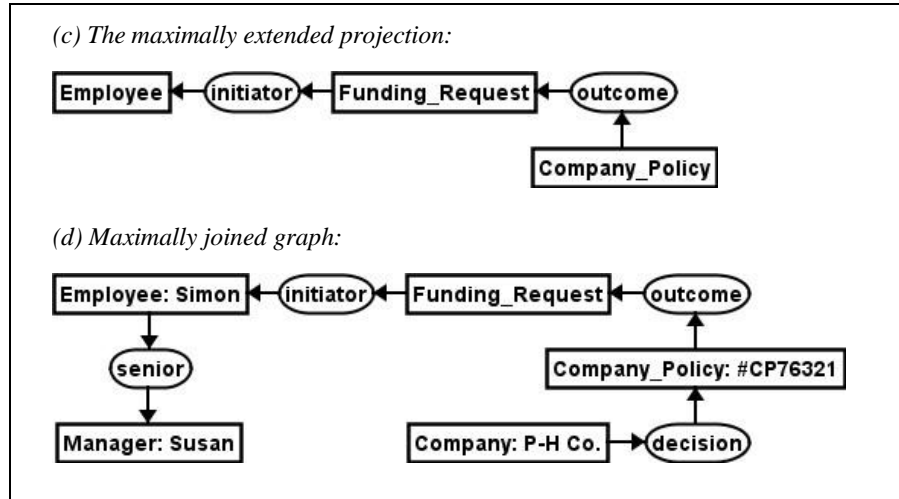 (c) The maximally extended projection:
Employee initiator Funding_Request outcome
Company_Policy
(d) Maximally joined graph:
Employee: Simon initiator Funding_Request outcome
senior Company_Policy: #CP76321
Manager: Susan Company: P-H Co. decision